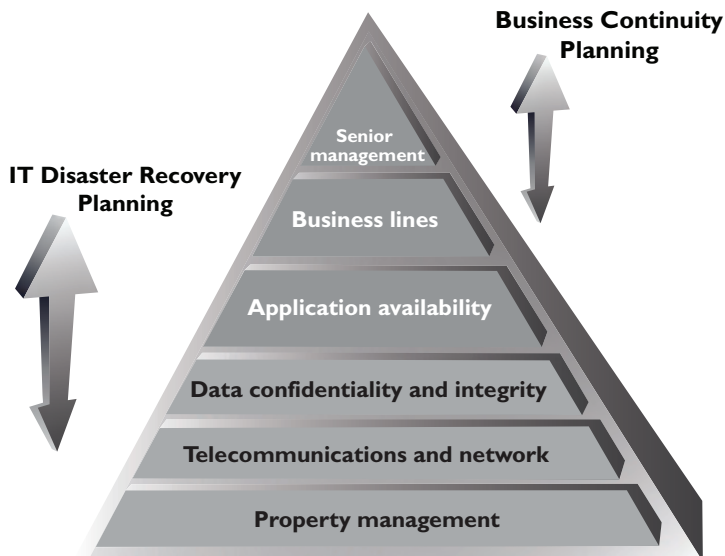 Business Continuity
Planning
IT Disaster Recovery
Planning
Senior
management
Business lines
Application availability
Data confidentiality and integrity
Telecommunications and network
Property management